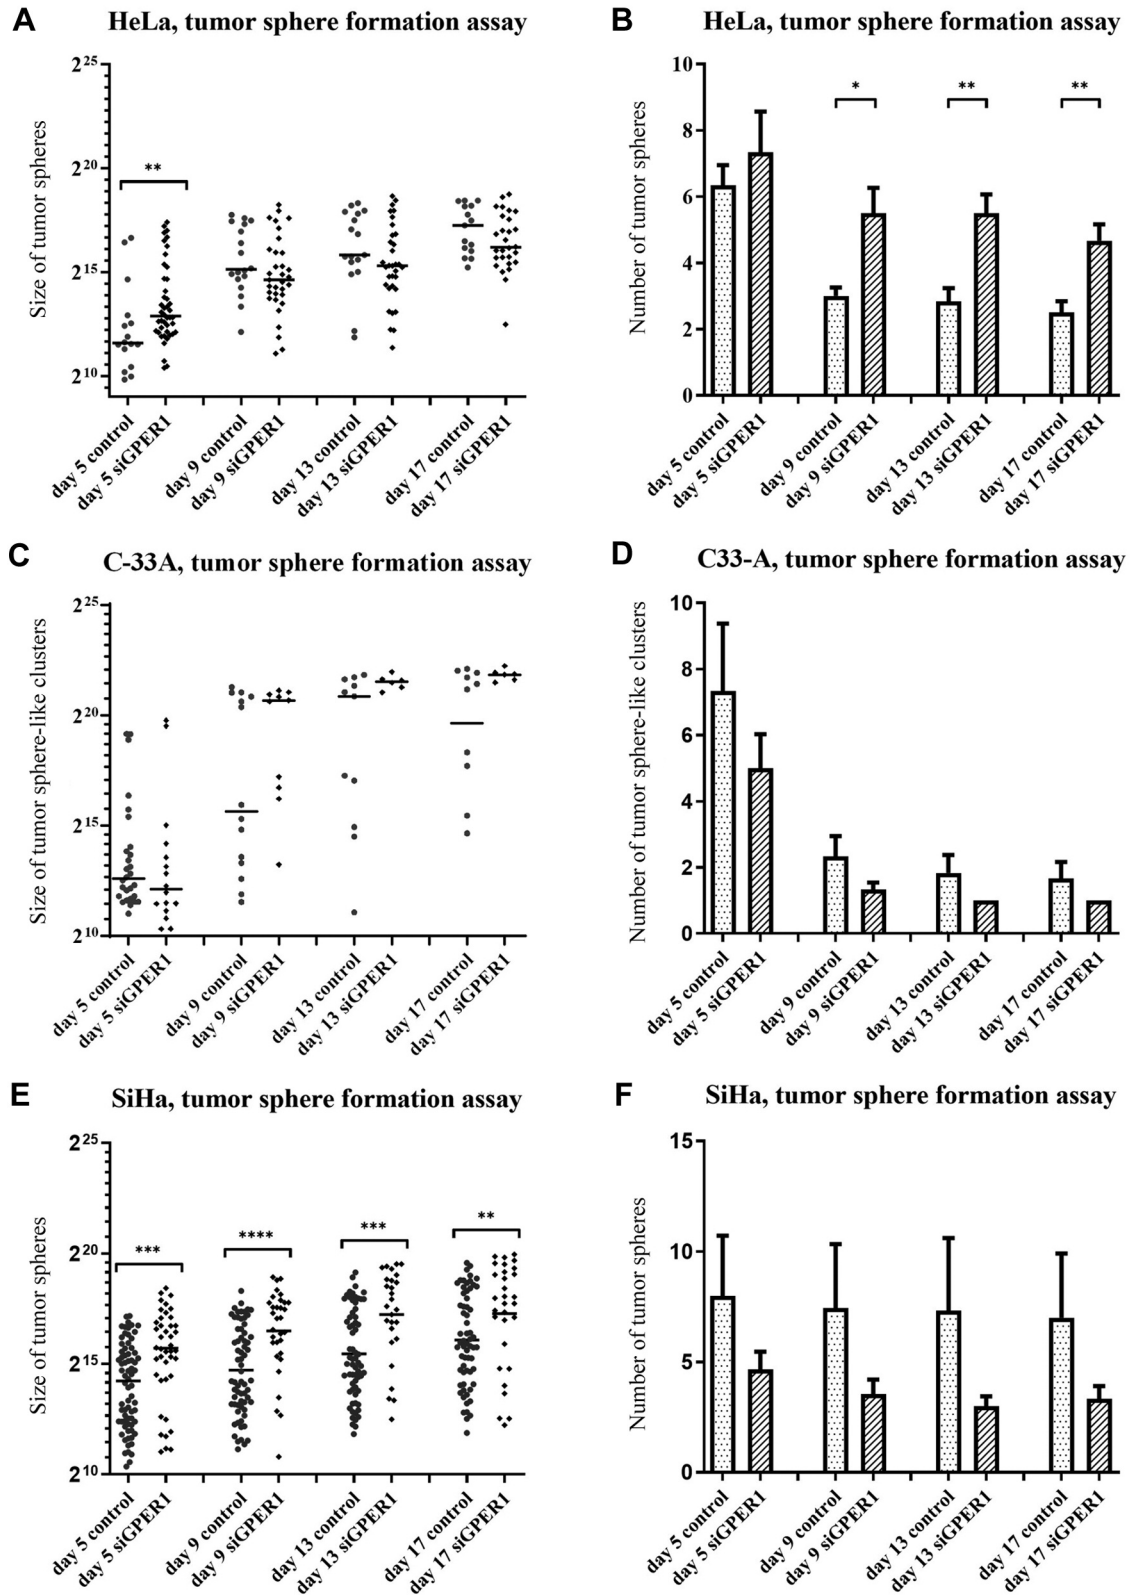 A
HeLa, tumor sphere formation assay
Size of tumor spheres
2^25
2^20
2^15
2^10
**
day 5 control
day 5 siGPER1
day 9 control
day 9 siGPER1
day 13 control
day 13 siGPER1
day 17 control
day 17 siGPER1
B
HeLa, tumor sphere formation assay
Number of tumor spheres
10
8
6
4
2
0
*
**
**
day 5 control
day 5 siGPER1
day 9 control
day 9 siGPER1
day 13 control
day 13 siGPER1
day 17 control
day 17 siGPER1
C
C-33A, tumor sphere formation assay
Size of tumor sphere-like clusters
2^25
2^20
2^15
2^10
day 5 control
day 5 siGPER1
day 9 control
day 9 siGPER1
day 13 control
day 13 siGPER1
day 17 control
day 17 siGPER1
D
C33-A, tumor sphere formation assay
Number of tumor sphere-like clusters
10
8
6
4
2
0
day 5 control
day 5 siGPER1
day 9 control
day 9 siGPER1
day 13 control
day 13 siGPER1
day 17 control
day 17 siGPER1
E
SiHa, tumor sphere formation assay
Size of tumor spheres
2^25
2^20
2^15
2^10
***
****
***
**
day 5 control
day 5 siGPER1
day 9 control
day 9 siGPER1
day 13 control
day 13 siGPER1
day 17 control
day 17 siGPER1
F
SiHa, tumor sphere formation assay
Number of tumor spheres
15
10
5
0
day 5 control
day 5 siGPER1
day 9 control
day 9 siGPER1
day 13 control
day 13 siGPER1
day 17 control
day 17 siGPER1